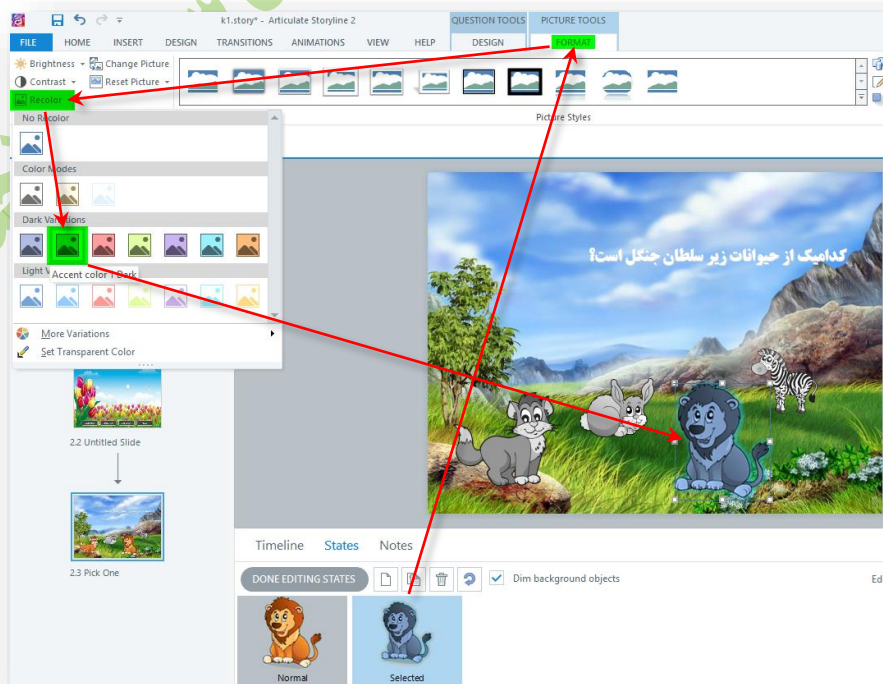 k1.story* - Articulate Storyline 2
QUESTION TOOLS
PICTURE TOOLS
FILE HOME INSERT DESIGN TRANSITIONS ANIMATIONS VIEW HELP DESIGN FORMAT
Brightness
Change Picture
Contrast
Reset Picture
Recolor
Picture Styles
No Recolor
Color Modes
Dark Variations
Light V
Accent color 1 Dark
More Variations
Set Transparent Color
کدامیک از حیوانات زیر سلطان جنگل است؟
2.2 Untitled Slide
2.3 Pick One
Timeline States Notes
DONE EDITING STATES
Dim background objects
Ed
Normal
Selected